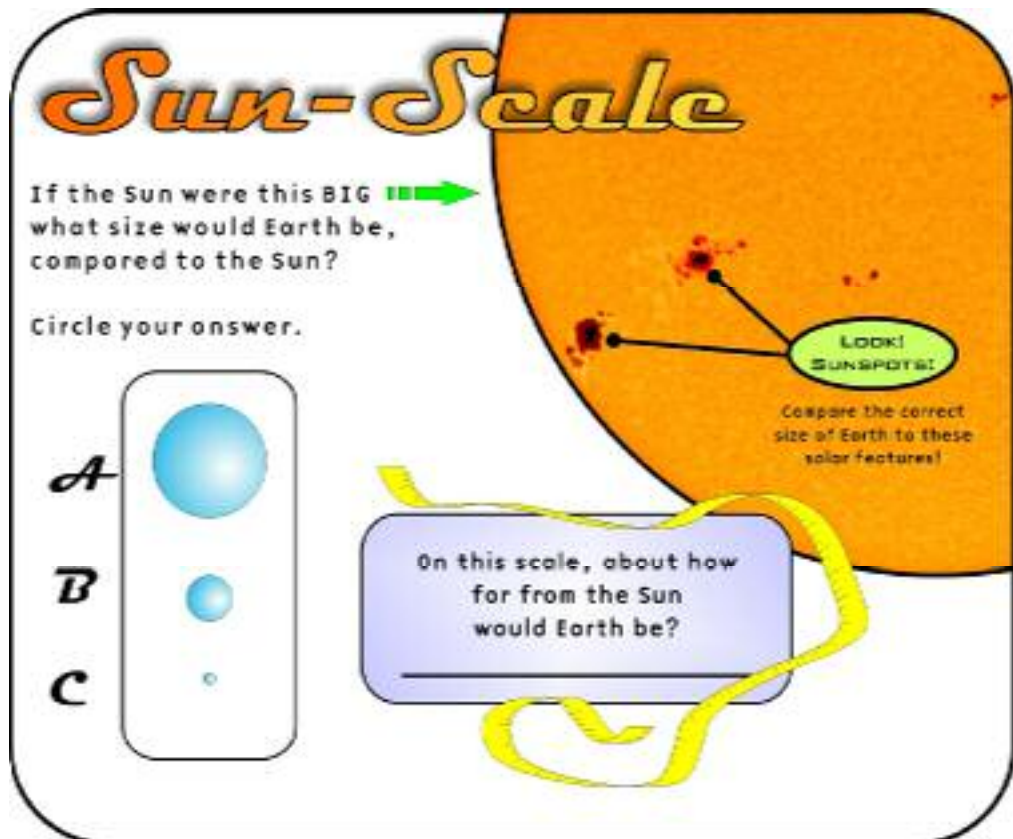 Sun-Scale
If the Sun were this BIG
what size would Earth be,
compared to the Sun?
Circle your answer.
A
B
C
LOOK!
SUNSPOTS!
Compare the correct
size of Earth to these
solar features!
On this scale, about how
far from the Sun
would Earth be?